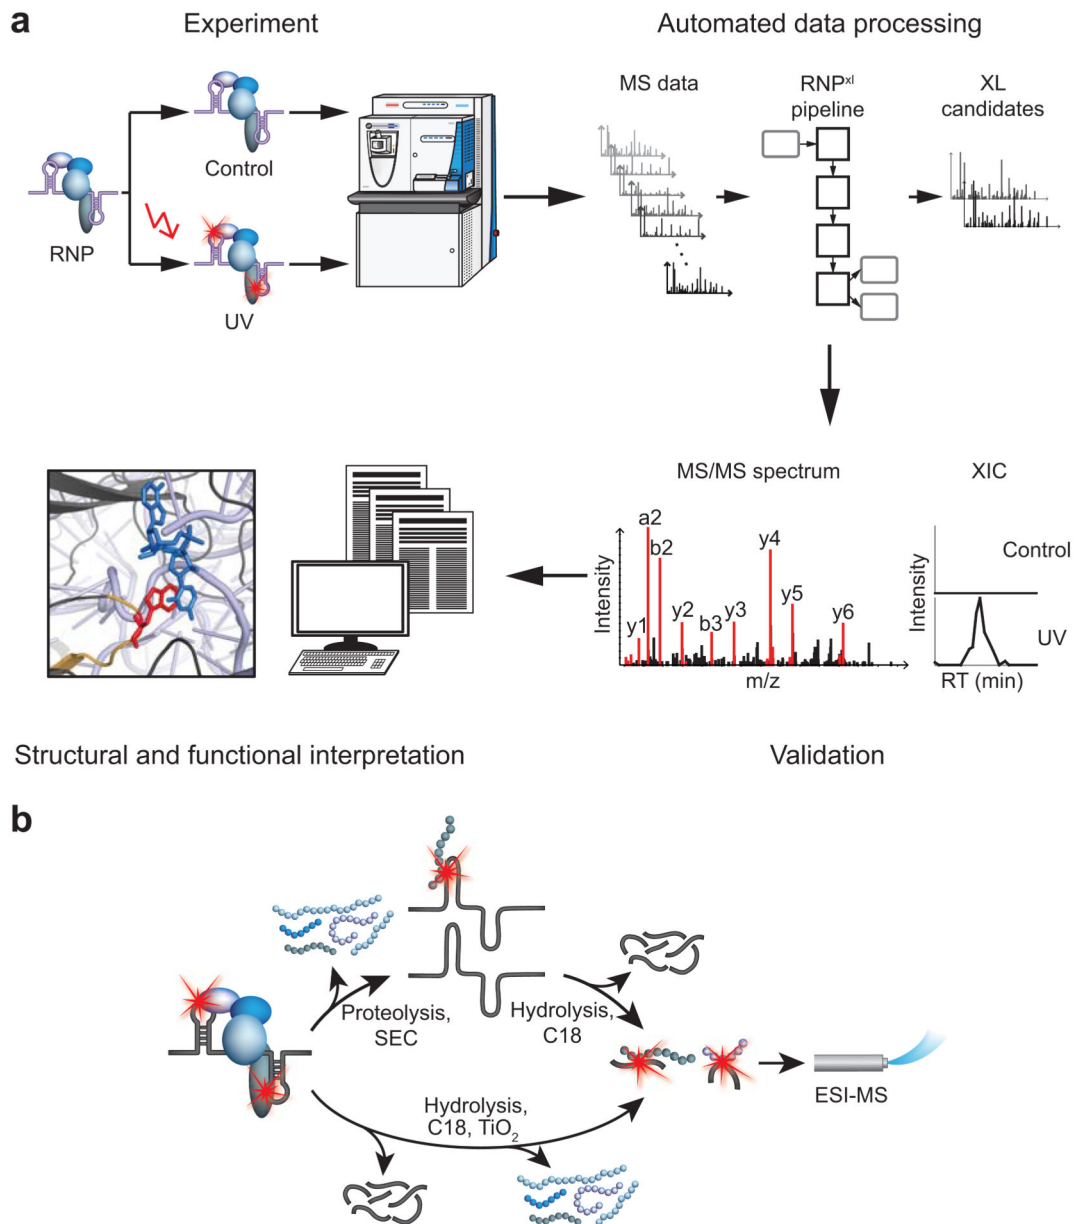 a
Experiment
Automated data processing
MS data
RNPxl
pipeline
XL
candidates
Control
RNP
UV
MS/MS spectrum
XIC
Intensity
a2
b2
y1
y2
b3
y3
y4
y5
y6
m/z
Intensity
Control
UV
RT (min)
Structural and functional interpretation
Validation
b
Proteolysis,
SEC
Hydrolysis,
C18
ESI-MS
Hydrolysis,
C18, TiO2